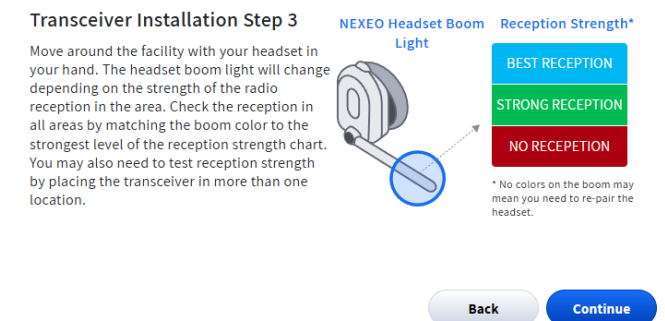 Transceiver Installation Step 3
Move around the facility with your headset in
your hand. The headset boom light will change
depending on the strength of the radio
reception in the area. Check the reception in
all areas by matching the boom color to the
strongest level of the reception strength chart.
You may also need to test reception strength
by placing the transceiver in more than one
location.
NEXEO Headset Boom
Light
Reception Strength*
BEST RECEPTION
STRONG RECEPTION
NO RECEPETION
* No colors on the boom may
mean you need to re-pair the
headset.
Back
Continue